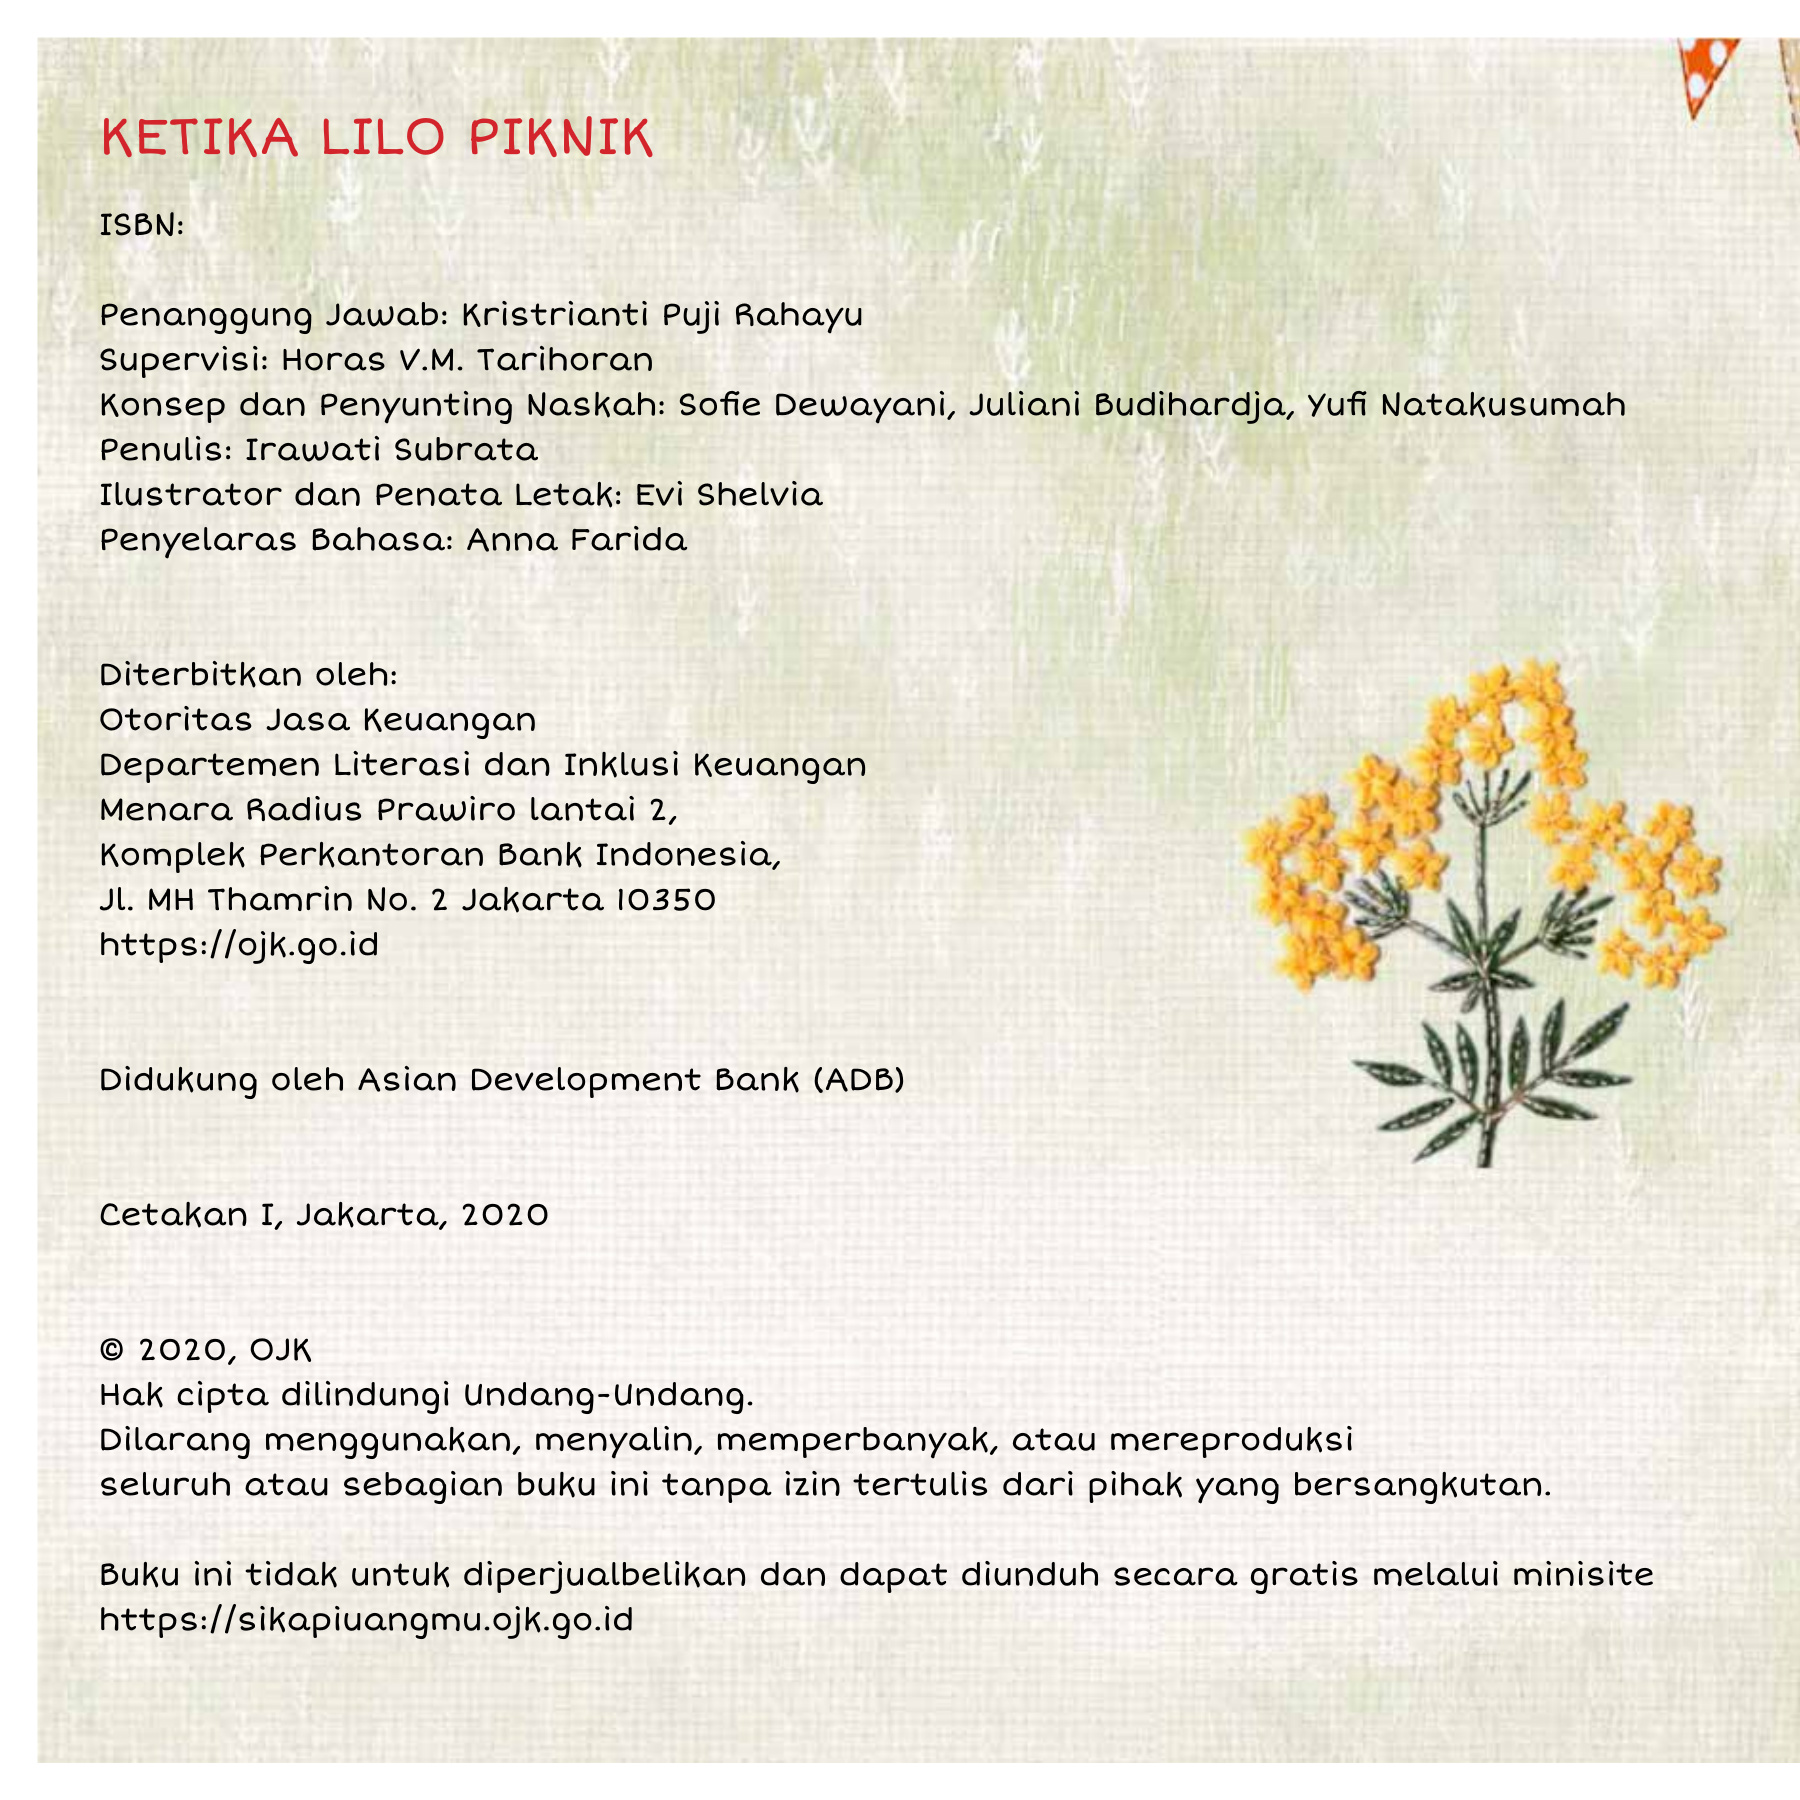 KETIKA LILO PIKNIK
ISBN:
Penanggung Jawab: Kristrianti Puji Rahayu
Supervisi: Horas V.M. Tarihoran
Konsep dan Penyunting Naskah: Sofie Dewayani, Juliani Budihardja, Yufi Natakusumah
Penulis: Irawati Subrata
Ilustrator dan Penata Letak: Evi Shelvia
Penyelaras Bahasa: Anna Farida
Diterbitkan oleh:
Otoritas Jasa Keuangan
Departemen Literasi dan Inklusi Keuangan
Menara Radius Prawiro lantai 2,
Komplek Perkantoran Bank Indonesia,
Jl. MH Thamrin No. 2 Jakarta 10350
https://ojk.go.id
Didukung oleh Asian Development Bank (ADB)
Cetakan I, Jakarta, 2020
© 2020, OJK
Hak cipta dilindungi Undang-Undang.
Dilarang menggunakan, menyalin, memperbanyak, atau mereproduksi
seluruh atau sebagian buku ini tanpa izin tertulis dari pihak yang bersangkutan.
Buku ini tidak untuk diperjualbelikan dan dapat diunduh secara gratis melalui minisite
https://sikapiuangmu.ojk.go.id